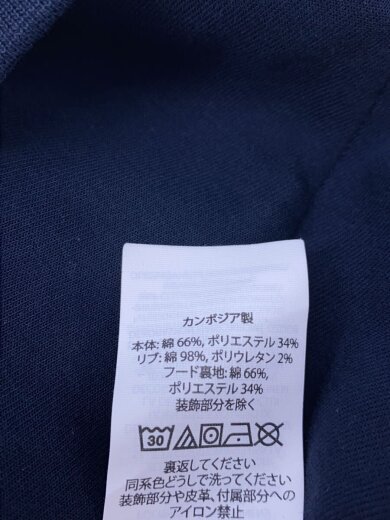 カンボジア製
本体: 綿 66%, ポリエステル 34%
リブ: 綿 98%, ポリウレタン 2%
フード裏地: 綿 66%,
ポリエステル 34%
装飾部分を除く
30
裏返してください
同系色どうしで洗ってください
装飾部分や皮革、付属部分への
アイロン禁止